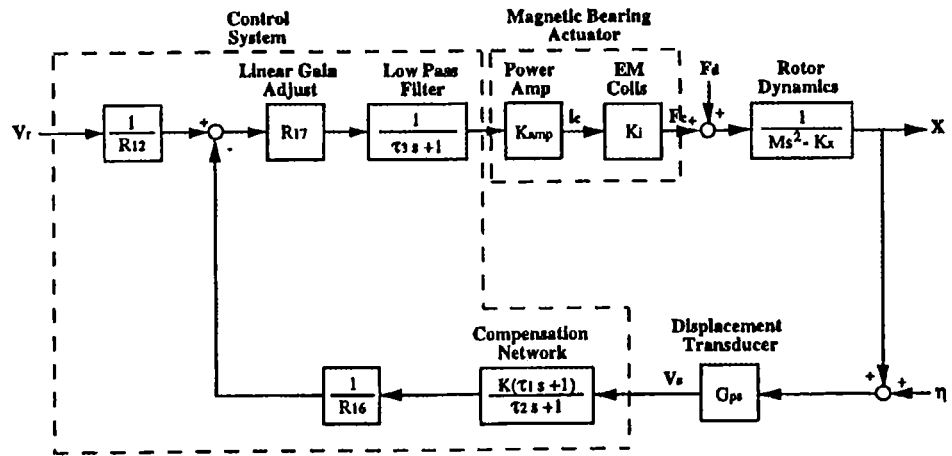 Control
System
Magnetic Bearing
Actuator
Linear Gain
Adjust
Low Pass
Filter
Power
Amp
EM
Coils
Fd
Rotor
Dynamics
Vr
1
R12
+
-
R17
1
τ3 s + 1
KAmp
Ic
Ki
Fc
+
+
1
Ms² - Kx
X
Compensation
Network
Displacement
Transducer
1
R16
K(τ1 s + 1)
τ2 s + 1
Vs
Gps
+
+
η